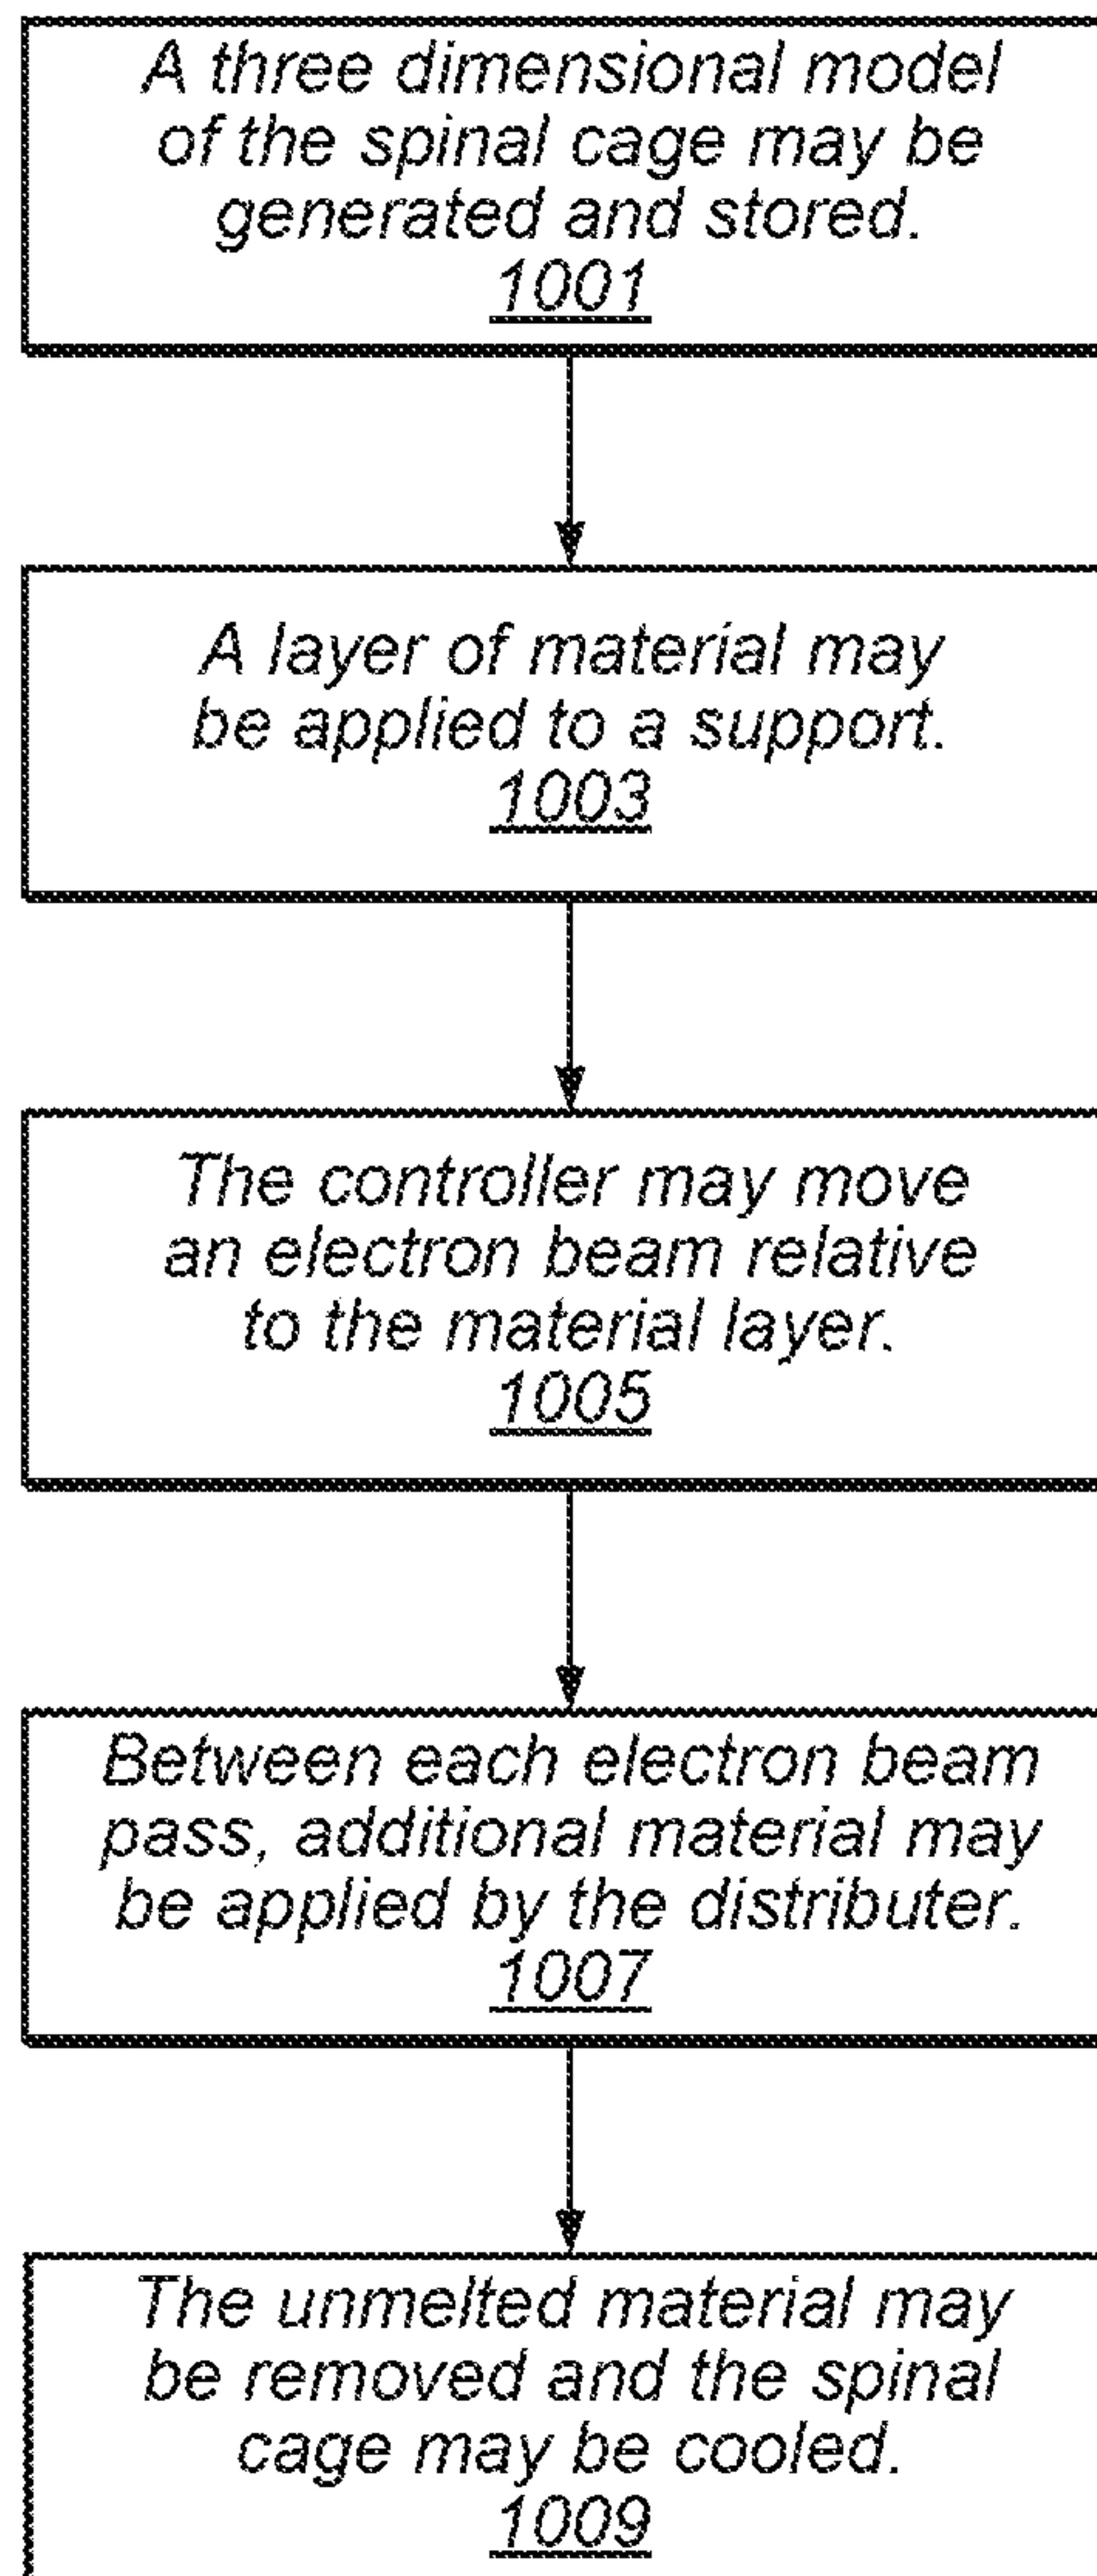 A three dimensional model
of the spinal cage may be
generated and stored.
1001
A layer of material may
be applied to a support.
1003
The controller may move
an electron beam relative
to the material layer.
1005
Between each electron beam
pass, additional material may
be applied by the distributer.
1007
The unmelted material may
be removed and the spinal
cage may be cooled.
1009